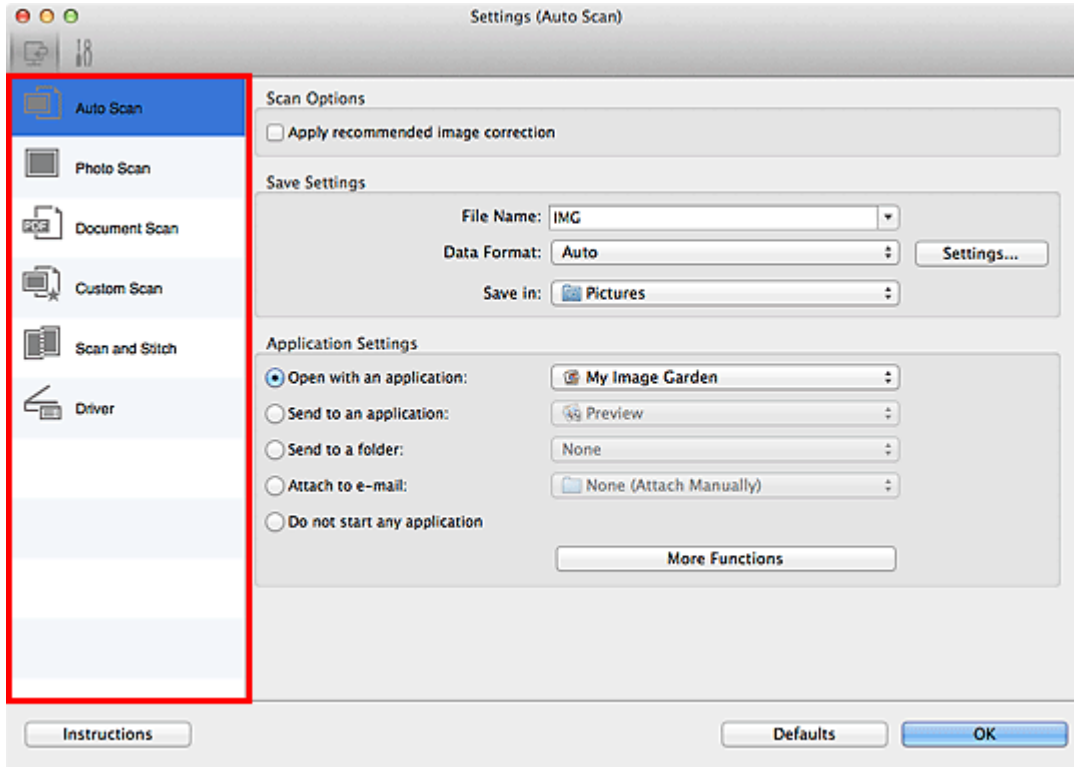 Settings (Auto Scan)
Auto Scan
Photo Scan
PDF
Document Scan
Custom Scan
Scan and Stitch
Driver
Scan Options
Apply recommended image correction
Save Settings
File Name: IMG
Data Format: Auto Settings...
Save in: Pictures
Application Settings
Open with an application: My Image Garden
Send to an application: Preview
Send to a folder: None
Attach to e-mail: None (Attach Manually)
Do not start any application
More Functions
Instructions Defaults OK